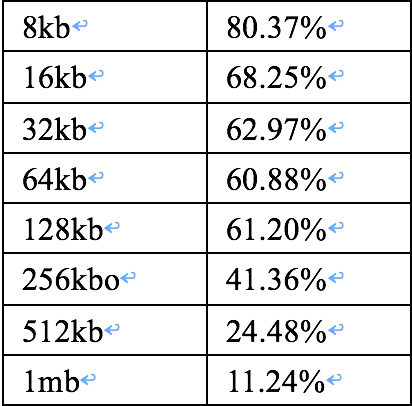 8kb 80.37%
16kb 68.25%
32kb 62.97%
64kb 60.88%
128kb 61.20%
256kbo 41.36%
512kb 24.48%
1mb 11.24%